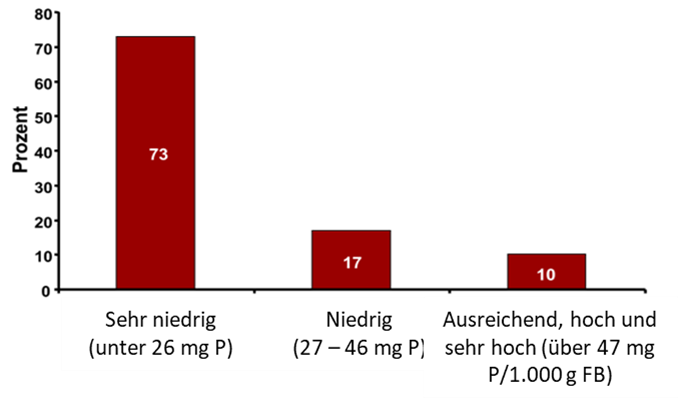 80
70
60
50
40
30
20
10
0
Prozent
73
17
10
Sehr niedrig
(unter 26 mg P)
Niedrig
(27 – 46 mg P)
Ausreichend, hoch und
sehr hoch (über 47 mg
P/1.000 g FB)